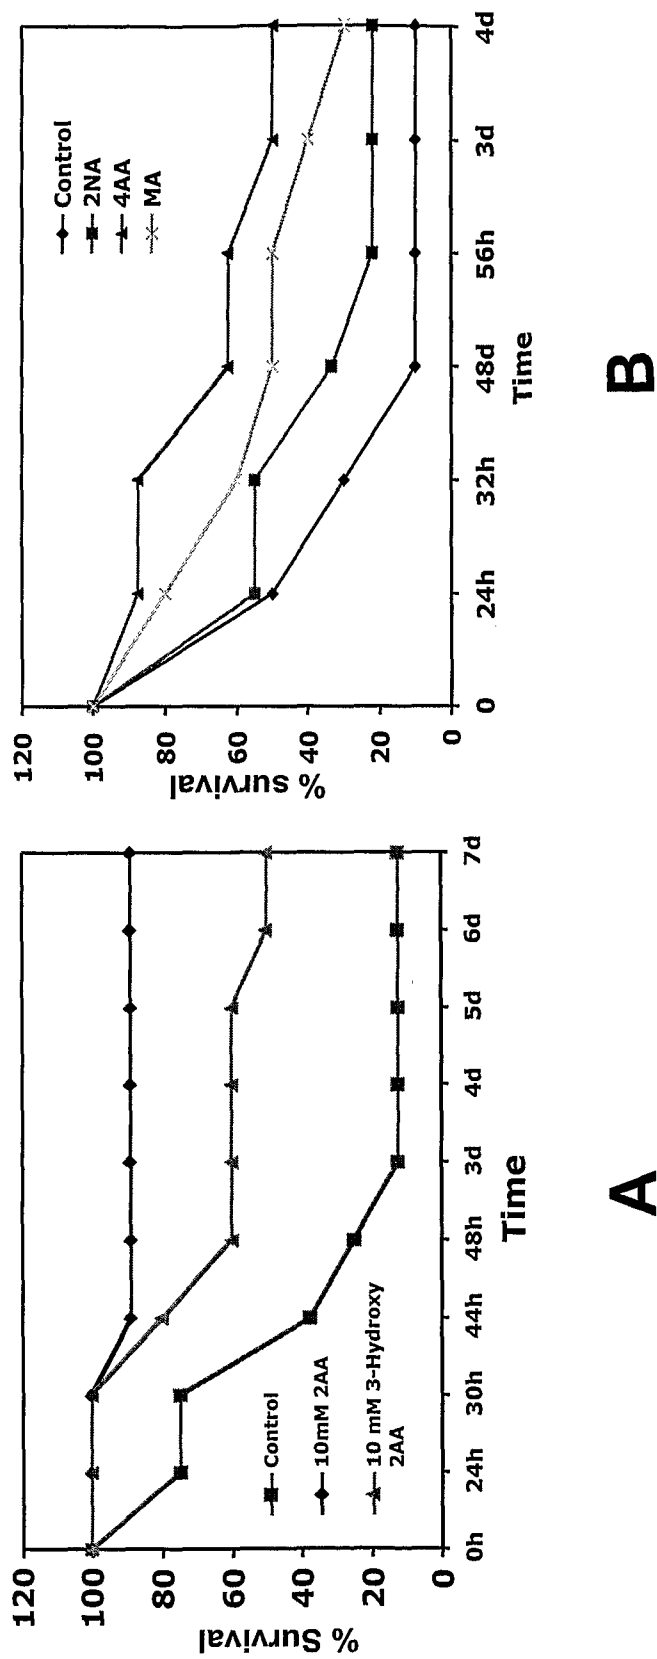 120
100
80
60
40
20
0
% Survival
0h
24h
30h
44h
48h
3d
4d
5d
6d
7d
Time
Control
10mM 2AA
10 mM 3-Hydroxy
2AA
A
120
100
80
60
40
20
0
% survival
0
24h
32h
48d
56h
3d
4d
Time
Control
2NA
4AA
MA
B